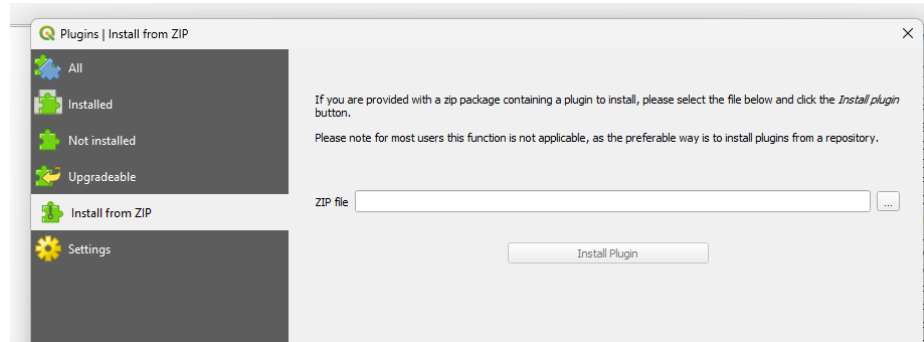 Plugins | Install from ZIP
All
Installed
Not installed
Upgradeable
Install from ZIP
Settings
If you are provided with a zip package containing a plugin to install, please select the file below and click the Install plugin
button.
Please note for most users this function is not applicable, as the preferable way is to install plugins from a repository.
ZIP file
...
Install Plugin